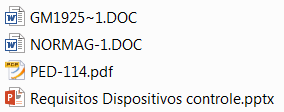 GM1925~1.DOC
NORMAG-1.DOC
PED-114.pdf
Requisitos Dispositivos controle.pptx